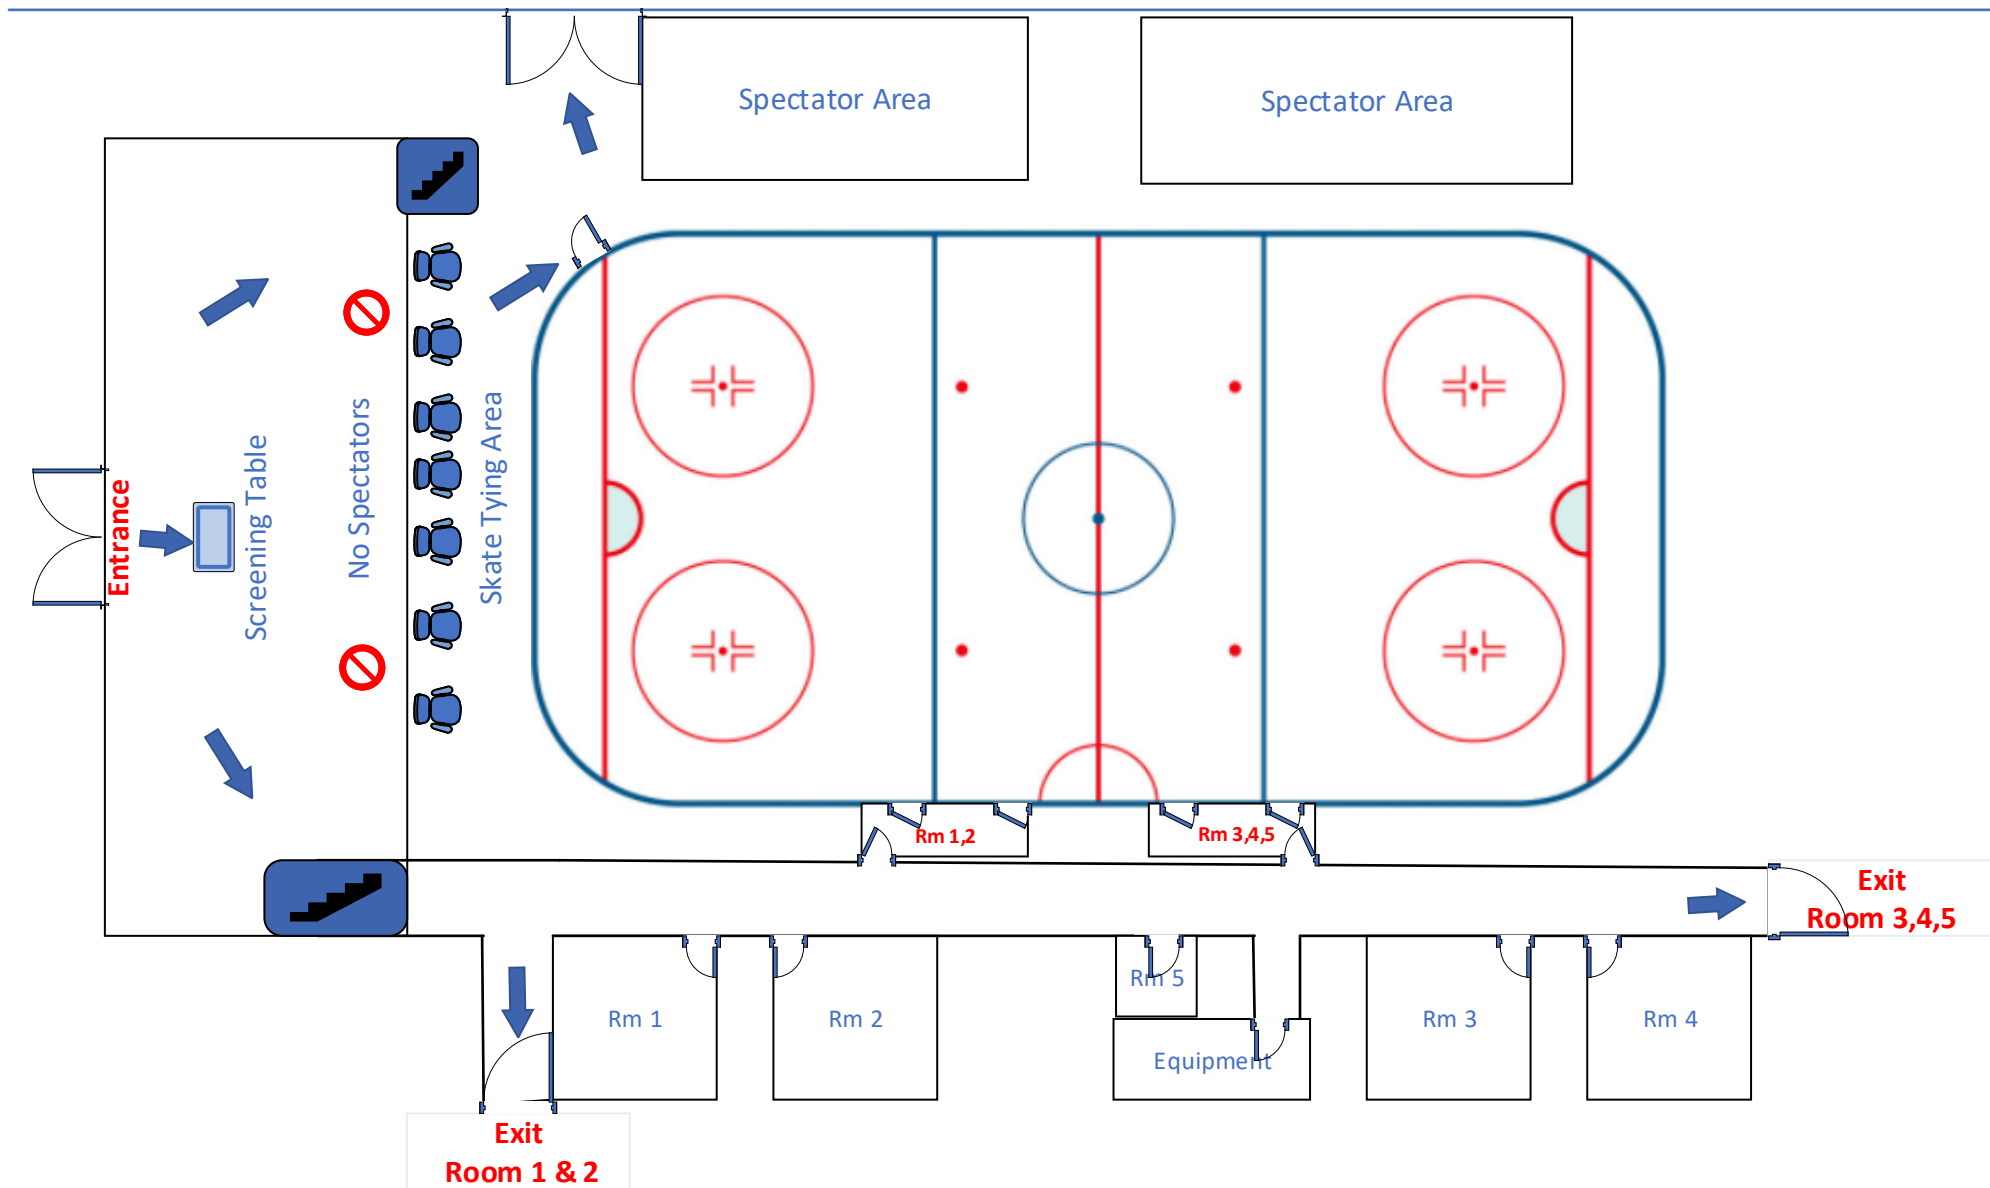 Spectator Area
Spectator Area
Entrance
Screening Table
No Spectators
Skate Tying Area
Rm 1,2
Rm 3,4,5
Exit
Room 3,4,5
Rm 1
Rm 2
Rm 5
Equipment
Rm 3
Rm 4
Exit
Room 1 & 2